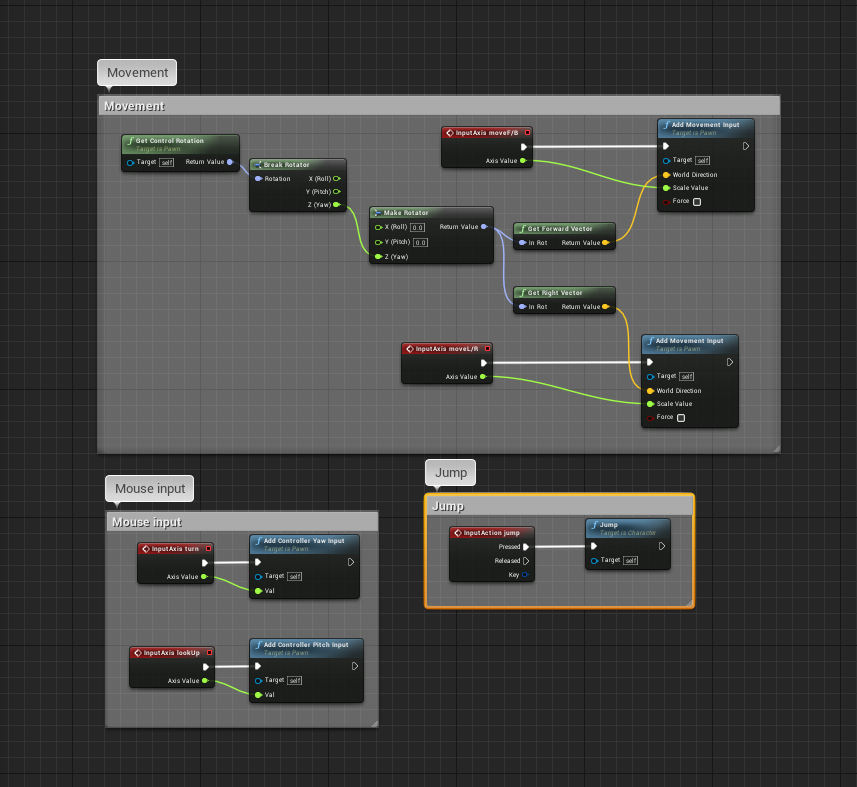 Movement
Movement
Get Control Rotation
Target is Pawn
Target self Return Value
Break Rotator
Rotation X (Roll)
Y (Pitch)
Z (Yaw)
Make Rotator
X (Roll) 0.0 Return Value
Y (Pitch) 0.0
Z (Yaw)
InputAxis moveF/B
Axis Value
Add Movement Input
Target is Pawn
Target self
World Direction
Scale Value
Force
Get Forward Vector
In Rot Return Value
Get Right Vector
In Rot Return Value
InputAxis moveL/R
Axis Value
Add Movement Input
Target is Pawn
Target self
World Direction
Scale Value
Force
Mouse input
Mouse input
InputAxis turn
Axis Value
Add Controller Yaw Input
Target is Pawn
Target self
Val
InputAxis lookUp
Axis Value
Add Controller Pitch Input
Target is Pawn
Target self
Val
Jump
Jump
InputAction jump
Pressed
Released
Key
Jump
Target is Character
Target self